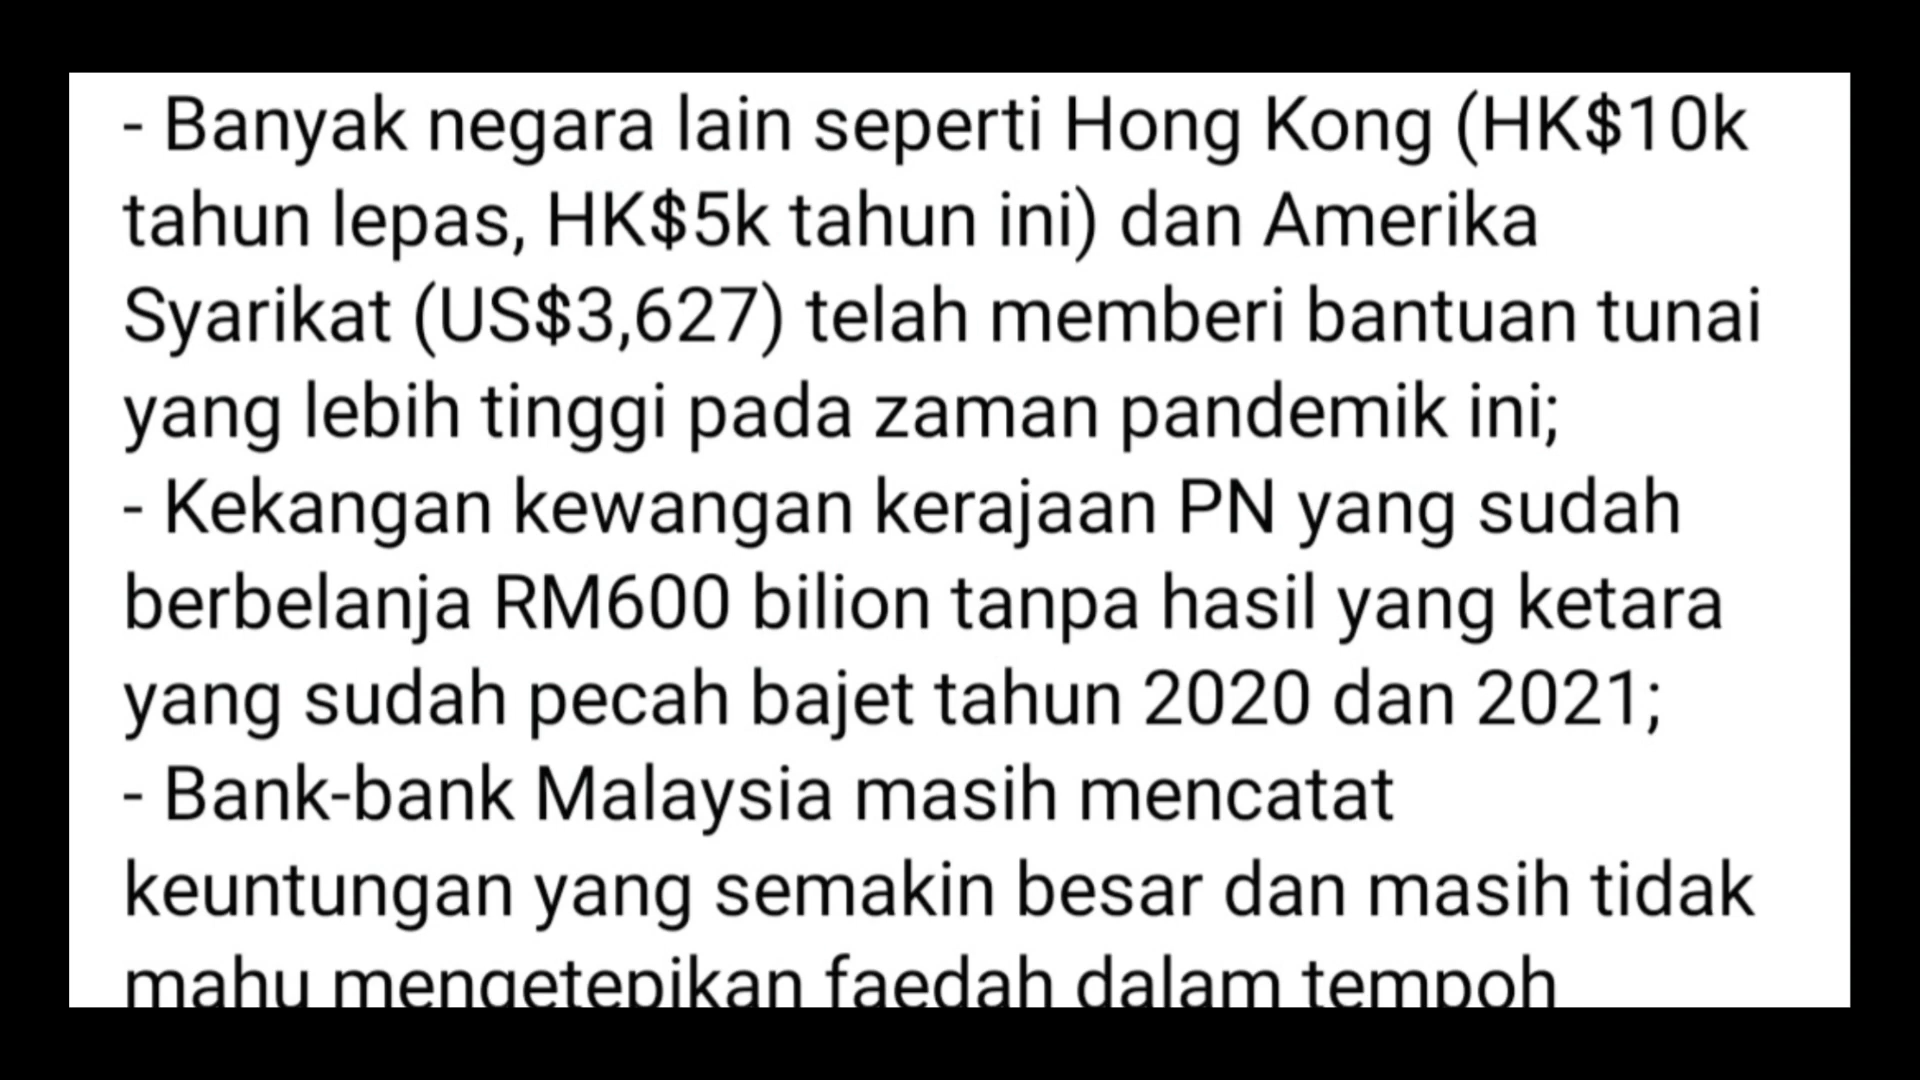 - Banyak negara lain seperti Hong Kong (HK$10k
tahun lepas, HK$5k tahun ini) dan Amerika
Syarikat (US$3,627) telah memberi bantuan tunai
yang lebih tinggi pada zaman pandemik ini;
- Kekangan kewangan kerajaan PN yang sudah
berbelanja RM600 bilion tanpa hasil yang ketara
yang sudah pecah bajet tahun 2020 dan 2021;
- Bank-bank Malaysia masih mencatat
keuntungan yang semakin besar dan masih tidak
mahu mengetepikan faedah dalam tempoh